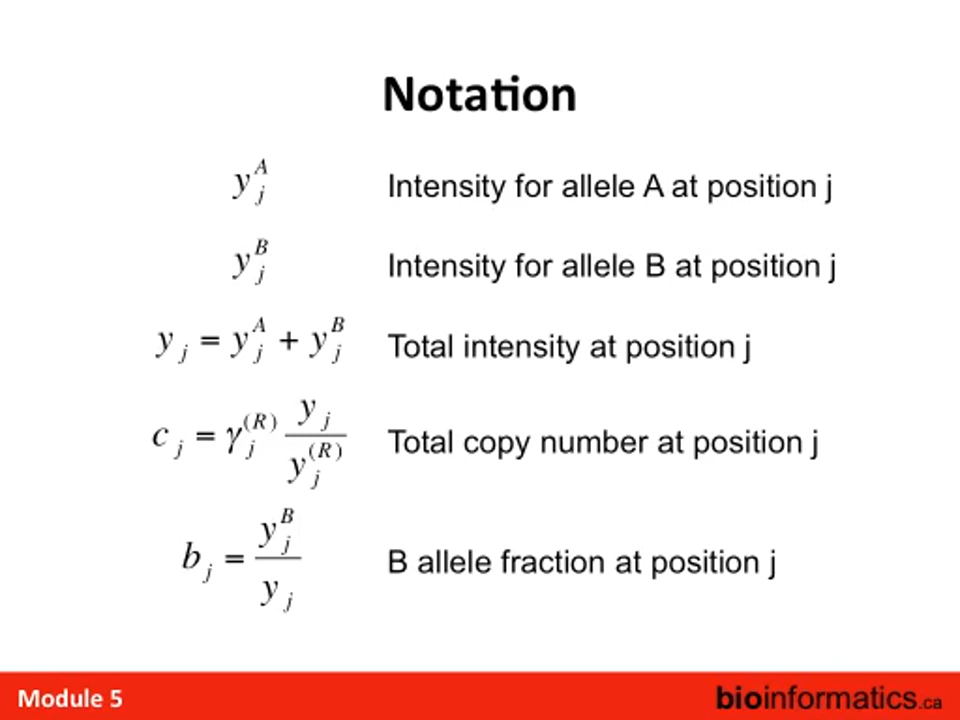 Notation
y_j^A Intensity for allele A at position j
y_j^B Intensity for allele B at position j
y_j = y_j^A + y_j^B Total intensity at position j
c_j = γ_j^(R) y_j / y_j^(R) Total copy number at position j
b_j = y_j^B / y_j B allele fraction at position j
Module 5 bioinformatics.ca